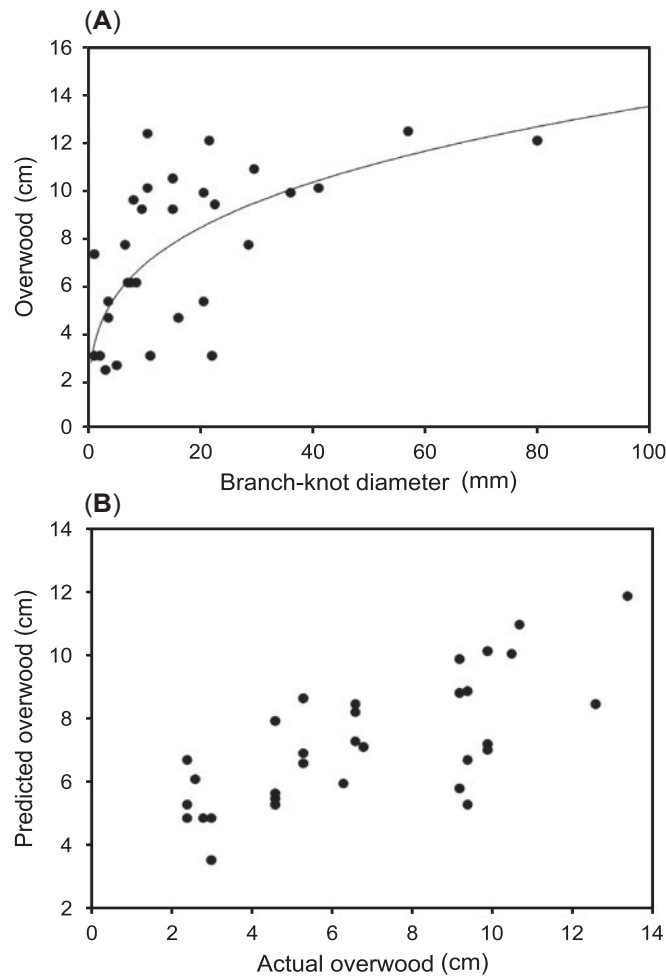 (A)
16
14
12
10
8
6
4
2
0
Overwood (cm)
0 20 40 60 80 100
Branch-knot diameter (mm)
(B)
14
12
10
8
6
4
2
Predicted overwood (cm)
0 2 4 6 8 10 12 14
Actual overwood (cm)